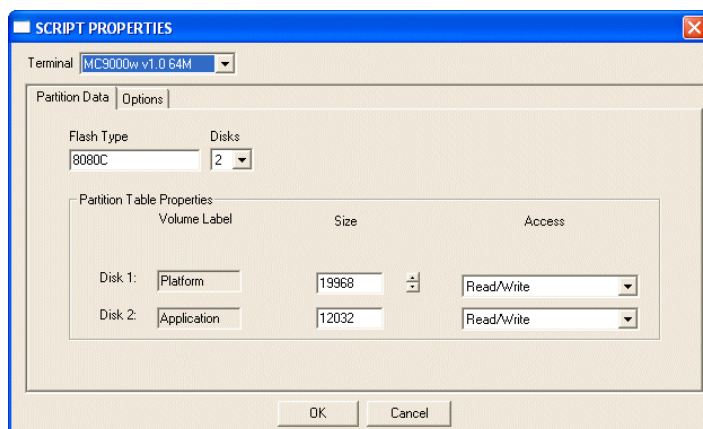 SCRIPT PROPERTIES
Terminal MC9000w v1.0 64M
Partition Data Options
Flash Type Disks
8080C 2
Partition Table Properties
Volume Label Size Access
Disk 1: Platform 19968 Read/Write
Disk 2: Application 12032 Read/Write
OK Cancel